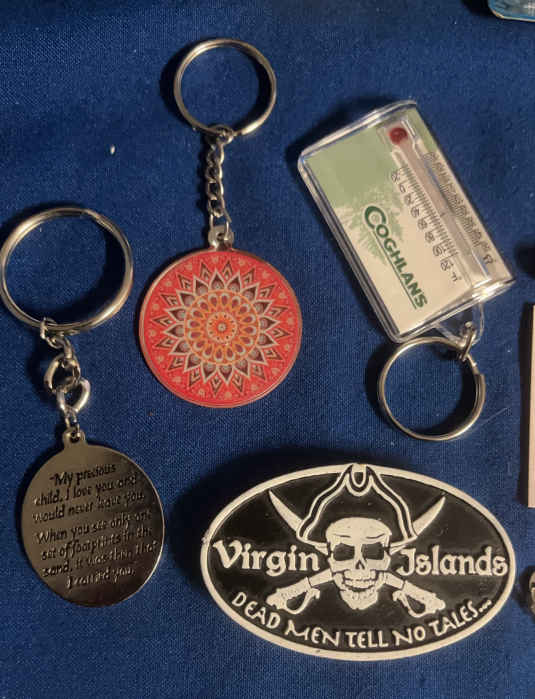 COGHLANS
"My precious
child, I love you and
would never leave you.
When you see only one
set of footprints in the
sand, it was then that
I carried you.
Virgin Islands
DEAD MEN TELL NO TALES...